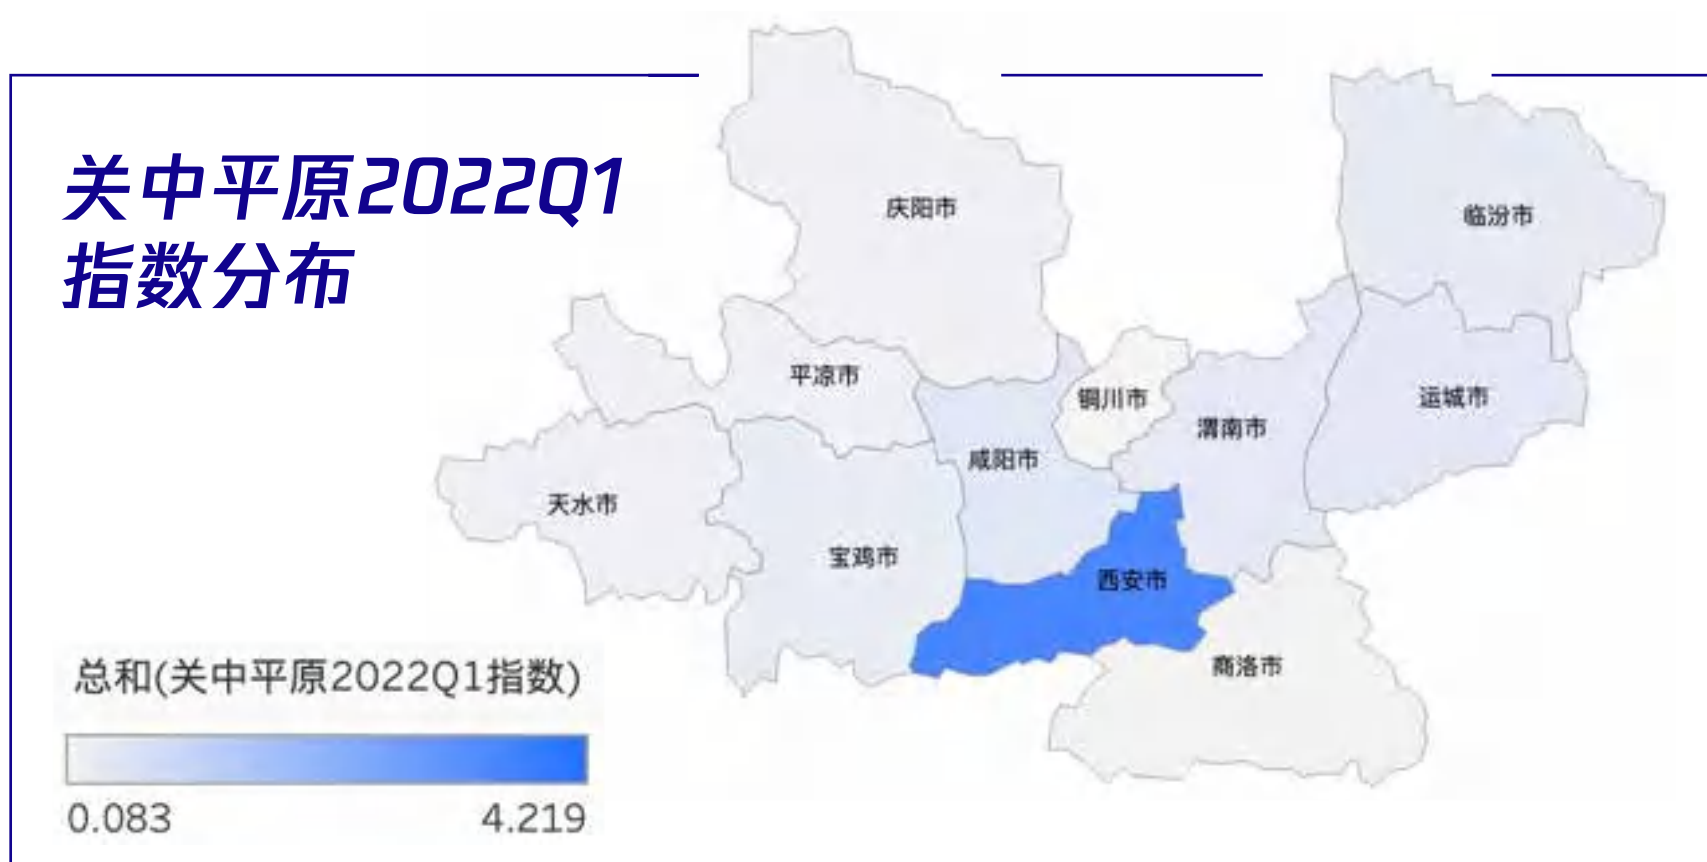 关中平原2022Q1
指数分布
庆阳市
临汾市
平凉市
铜川市
运城市
渭南市
咸阳市
天水市
宝鸡市
西安市
商洛市
总和(关中平原2022Q1指数)
0.083
4.219